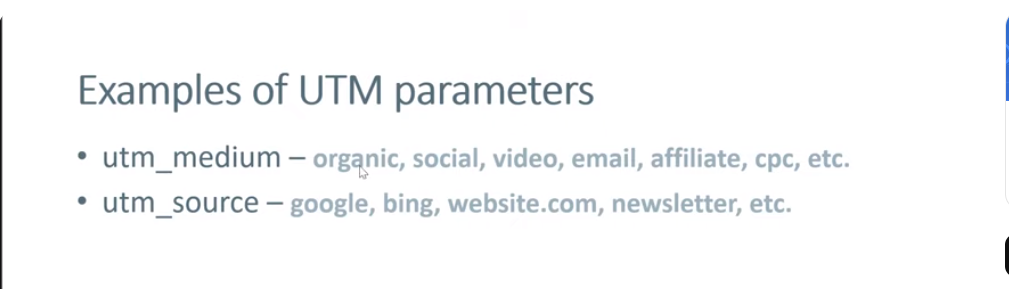 Examples of UTM parameters
• utm_medium – organic, social, video, email, affiliate, cpc, etc.
• utm_source – google, bing, website.com, newsletter, etc.